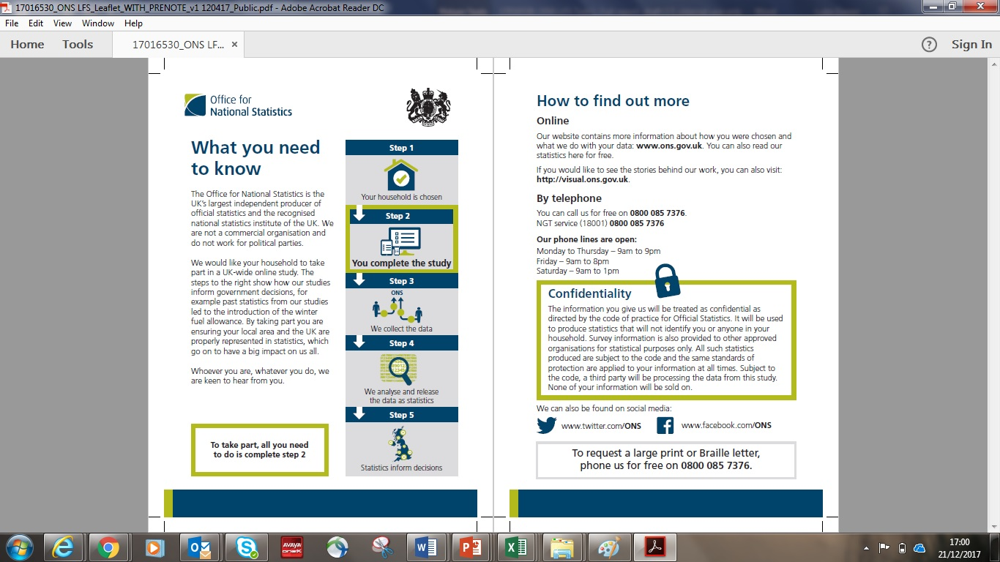 17016530_ONS LFS_Leaflet_WITH_PRENOTE_v1 120417_Public.pdf - Adobe Acrobat Reader DC
File Edit View Window Help
Home Tools 17016530_ONS LF... × ? Sign In
Office for
National Statistics
What you need
to know
The Office for National Statistics is the
UK's largest independent producer of
official statistics and the recognised
national statistics institute of the UK. We
are not a commercial organisation and
do not work for political parties.
We would like your household to take
part in a UK-wide online study. The
steps to the right show how our studies
inform government decisions, for
example past statistics from our studies
led to the introduction of the winter
fuel allowance. By taking part you are
ensuring your local area and the UK are
properly represented in statistics, which
go on to have a big impact on us all.
Whoever you are, whatever you do, we
are keen to hear from you.
To take part, all you need
to do is complete step 2
Step 1
Your household is chosen
Step 2
You complete the study
Step 3
ONS
We collect the data
Step 4
We analyse and release
the data as statistics
Step 5
Statistics inform decisions
How to find out more
Online
Our website contains more information about how you were chosen and
what we do with your data: www.ons.gov.uk. You can also read our
statistics here for free.
If you would like to see the stories behind our work, you can also visit:
http://visual.ons.gov.uk.
By telephone
You can call us for free on 0800 085 7376.
NGT service (18001) 0800 085 7376
Our phone lines are open:
Monday to Thursday – 9am to 9pm
Friday – 9am to 8pm
Saturday – 9am to 1pm
Confidentiality
The information you give us will be treated as confidential as
directed by the code of practice for Official Statistics. It will be used
to produce statistics that will not identify you or anyone in your
household. Survey information is also provided to other approved
organisations for statistical purposes only. All such statistics
produced are subject to the code and the same standards of
protection are applied to your information at all times. Subject to
the code, a third party will be processing the data from this study.
None of your information will be sold on.
We can also be found on social media:
www.twitter.com/ONS www.facebook.com/ONS
To request a large print or Braille letter,
phone us for free on 0800 085 7376.
AVAYA
17:00
21/12/2017